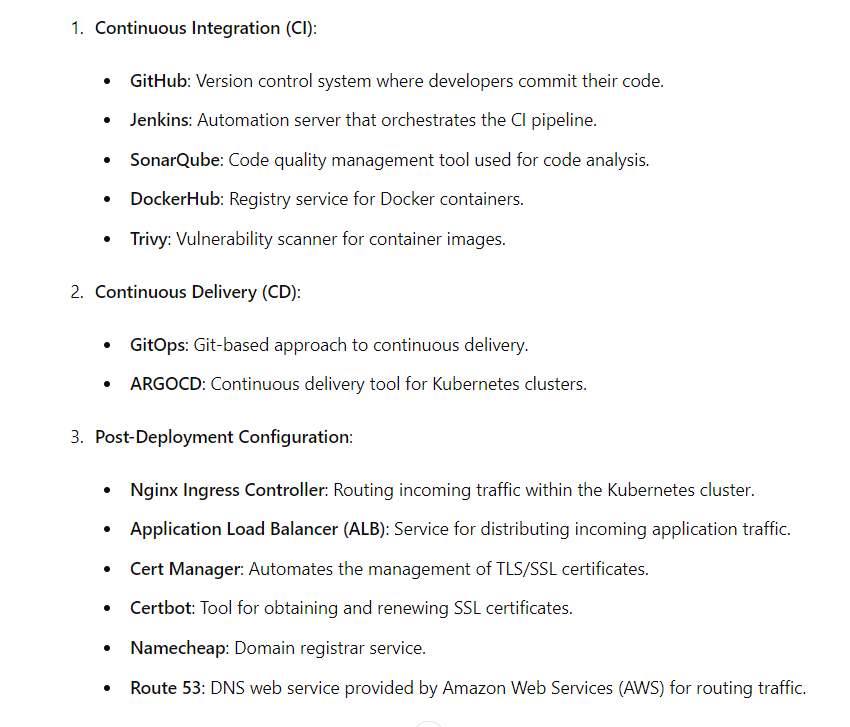 1. Continuous Integration (CI):
• GitHub: Version control system where developers commit their code.
• Jenkins: Automation server that orchestrates the CI pipeline.
• SonarQube: Code quality management tool used for code analysis.
• DockerHub: Registry service for Docker containers.
• Trivy: Vulnerability scanner for container images.
2. Continuous Delivery (CD):
• GitOps: Git-based approach to continuous delivery.
• ARGOCD: Continuous delivery tool for Kubernetes clusters.
3. Post-Deployment Configuration:
• Nginx Ingress Controller: Routing incoming traffic within the Kubernetes cluster.
• Application Load Balancer (ALB): Service for distributing incoming application traffic.
• Cert Manager: Automates the management of TLS/SSL certificates.
• Certbot: Tool for obtaining and renewing SSL certificates.
• Namecheap: Domain registrar service.
• Route 53: DNS web service provided by Amazon Web Services (AWS) for routing traffic.